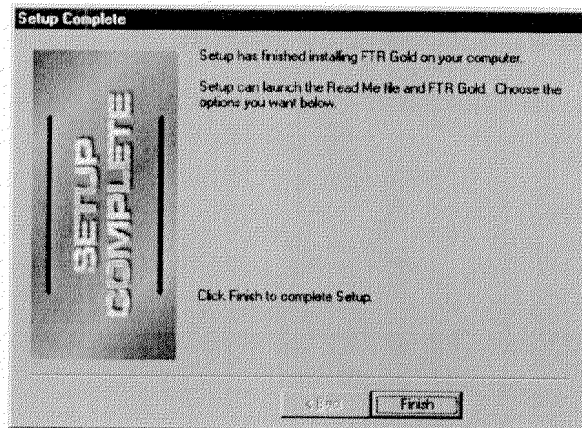 Setup Complete
Setup has finished installing FTR Gold on your computer.
Setup can launch the Read Me file and FTR Gold. Choose the
options you want below.
SETUP
COMPLETE
Click Finish to complete Setup.
Finish